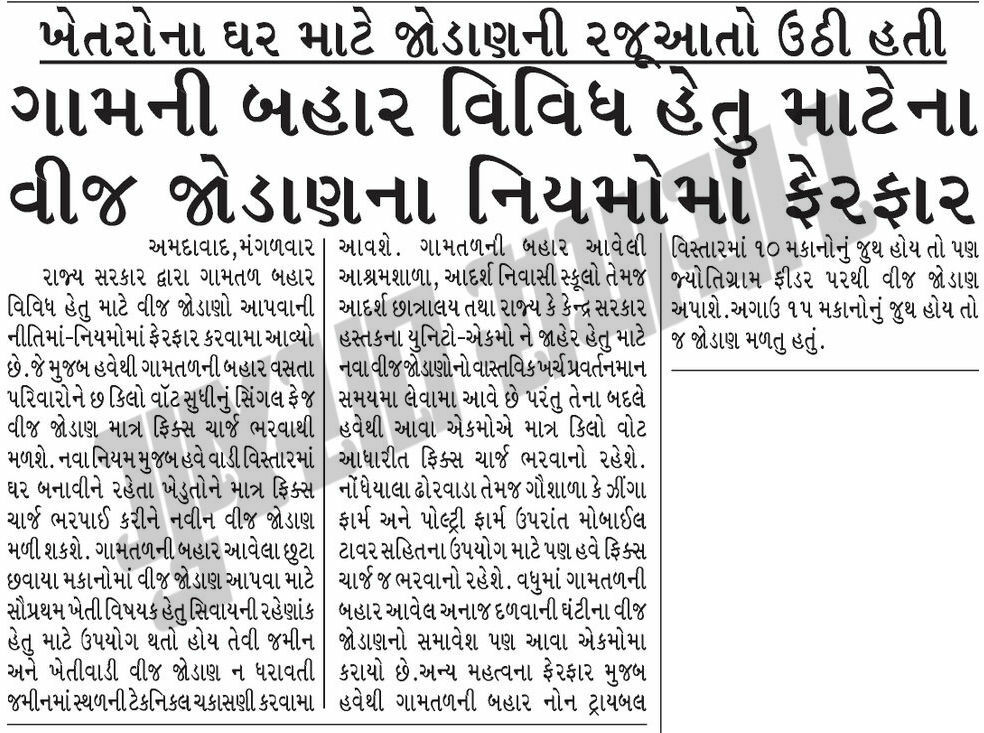 ખેતરોના ઘર માટે જોડાણની રજૂઆતો ઉઠી હતી
ગામની બહાર વિવિધ હેતુ માટેના
વીજ જોડાણના નિયમોમાં ફેરફાર
અમદાવાદ,મંગળવાર
રાજ્ય સરકાર દ્વારા ગામતળ બહાર
વિવિધ હેતુ માટે વીજ જોડાણો આપવાની
નીતિમાં-નિયમોમાં ફેરફાર કરવામા આવ્યો
છે. જે મુજબ હવેથી ગામતળની બહાર વસતા
પરિવારોને છ કિલો વૉટ સુધીનું સિંગલ ફેજ
વીજ જોડાણ માત્ર ફિક્સ ચાર્જ ભરવાથી
મળશે. નવા નિયમ મુજબ હવે વાડી વિસ્તારમાં
ઘર બનાવીને રહેતા ખેડુતોને માત્ર ફિક્સ
ચાર્જ ભરપાઈ કરીને નવીન વીજ જોડાણ
મળી શકશે. ગામતળની બહાર આવેલા છુટા
છવાયા મકાનોમાં વીજ જોડાણ આપવા માટે
સૌપ્રથમ ખેતી વિષયક હેતુ સિવાયની રહેણાંક
હેતુ માટે ઉપયોગ થતો હોય તેવી જમીન
અને ખેતીવાડી વીજ જોડાણ ન ધરાવતી
જમીનમાં સ્થળની ટેકનિકલ ચકાસણી કરવામા
આવશે. ગામતળની બહાર આવેલી
આશ્રમશાળા, આદર્શ નિવાસી સ્કૂલો તેમજ
આદર્શ છાત્રાલય તથા રાજ્ય કે કેન્દ્ર સરકાર
હસ્તકના યુનિટો-એકમો ને જાહેર હેતુ માટે
નવા વીજ જોડાણોનો વાસ્તવિક ખર્ચ પ્રવર્તનમાન
સમયમા લેવામા આવે છે પરંતુ તેના બદલે
હવેથી આવા એકમોએ માત્ર કિલો વોટ
આધારીત ફિક્સ ચાર્જ ભરવાનો રહેશે.
નોંધેયાલા ઢોરવાડા તેમજ ગૌશાળા કે ઝીંગા
ફાર્મ અને પોલ્ટ્રી ફાર્મ ઉપરાંત મોબાઈલ
ટાવર સહિતના ઉપયોગ માટે પણ હવે ફિક્સ
ચાર્જ જ ભરવાનો રહેશે. વધુમાં ગામતળની
બહાર આવેલ અનાજ દળવાની ઘંટીના વીજ
જોડાણનો સમાવેશ પણ આવા એકમોમા
કરાયો છે.અન્ય મહત્વના ફેરફાર મુજબ
હવેથી ગામતળની બહાર નોન ટ્રાયબલ
વિસ્તારમાં ૧૦ મકાનોનું જુથ હોય તો પણ
જ્યોતિગ્રામ ફીડર પરથી વીજ જોડાણ
અપાશે.અગાઉ ૧૫ મકાનોનું જુથ હોય તો
જ જોડાણ મળતુ હતું.
ગુજરાત સમાચાર